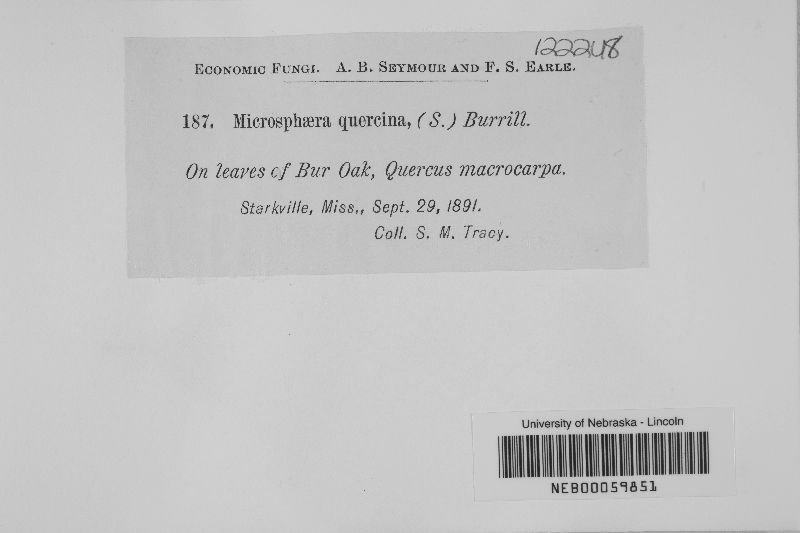 122248
Economic Fungi. A. B. Seymour and F. S. Earle.
187. Microsphæra quercina, (S.) Burrill.
On leaves of Bur Oak, Quercus macrocarpa.
Starkville, Miss., Sept. 29, 1891.
Coll. S. M. Tracy.
University of Nebraska - Lincoln
NEB00059851